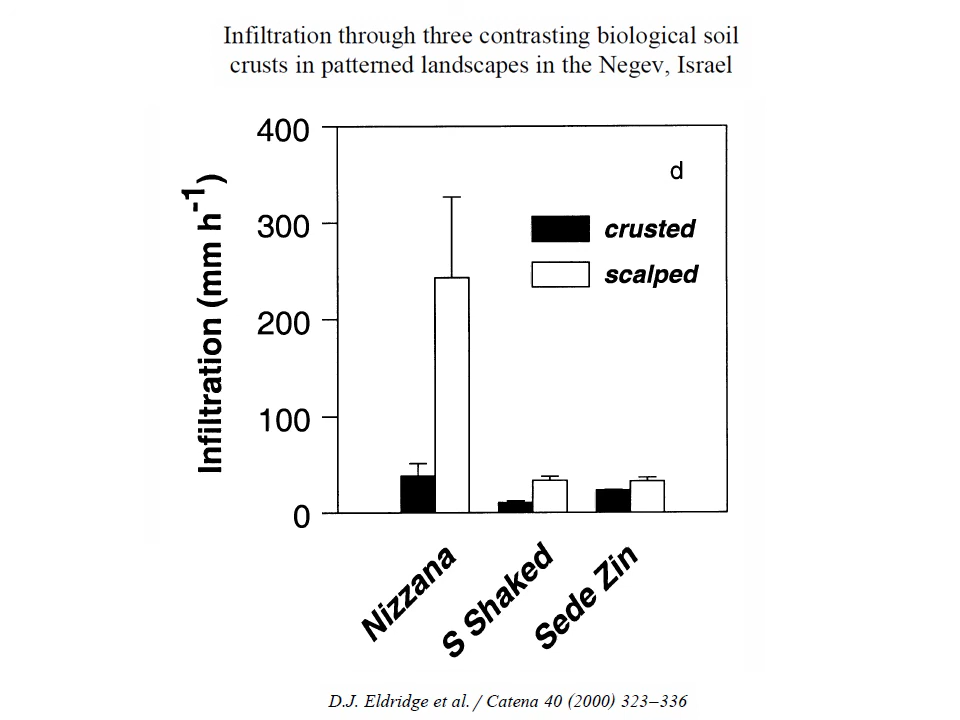 Infiltration through three contrasting biological soil
crusts in patterned landscapes in the Negev, Israel
400
300
200
100
0
Infiltration (mm h-1)
d
crusted
scalped
Nizzana
S Shaked
Sede Zin
D.J. Eldridge et al. / Catena 40 (2000) 323–336